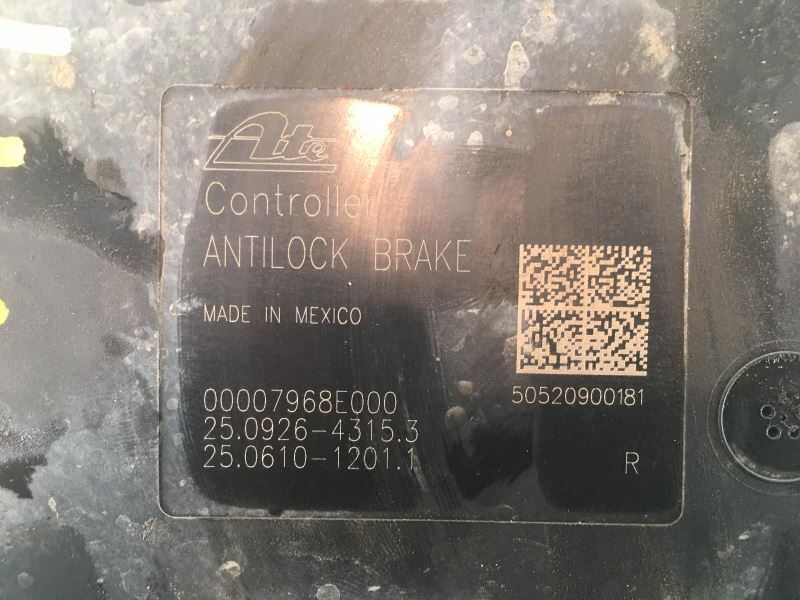 Ate
Controller
ANTILOCK BRAKE
MADE IN MEXICO
50520900181
00007968E000
25.0926-4315.3
25.0610-1201.1
R